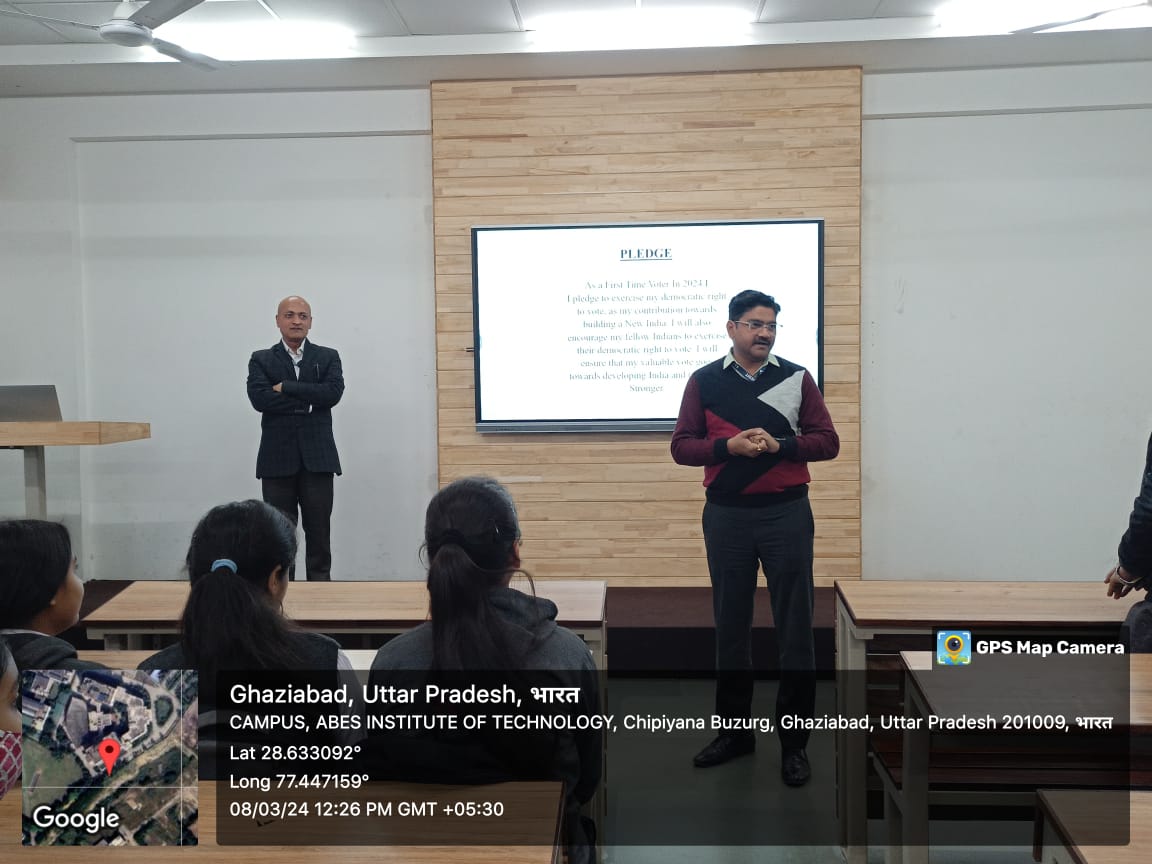 PLEDGE
As a First Time Voter In 2024 I
I pledge to exercise my democratic right
to vote, as my contribution towards
building a New India. I will also
encourage my fellow Indians to exercise
their democratic right to vote. I will
ensure that my valuable vote goes
towards developing India and
Stronger
GPS Map Camera
Ghaziabad, Uttar Pradesh, भारत
CAMPUS, ABES INSTITUTE OF TECHNOLOGY, Chipiyana Buzurg, Ghaziabad, Uttar Pradesh 201009, भारत
Lat 28.633092°
Long 77.447159°
08/03/24 12:26 PM GMT +05:30
Google